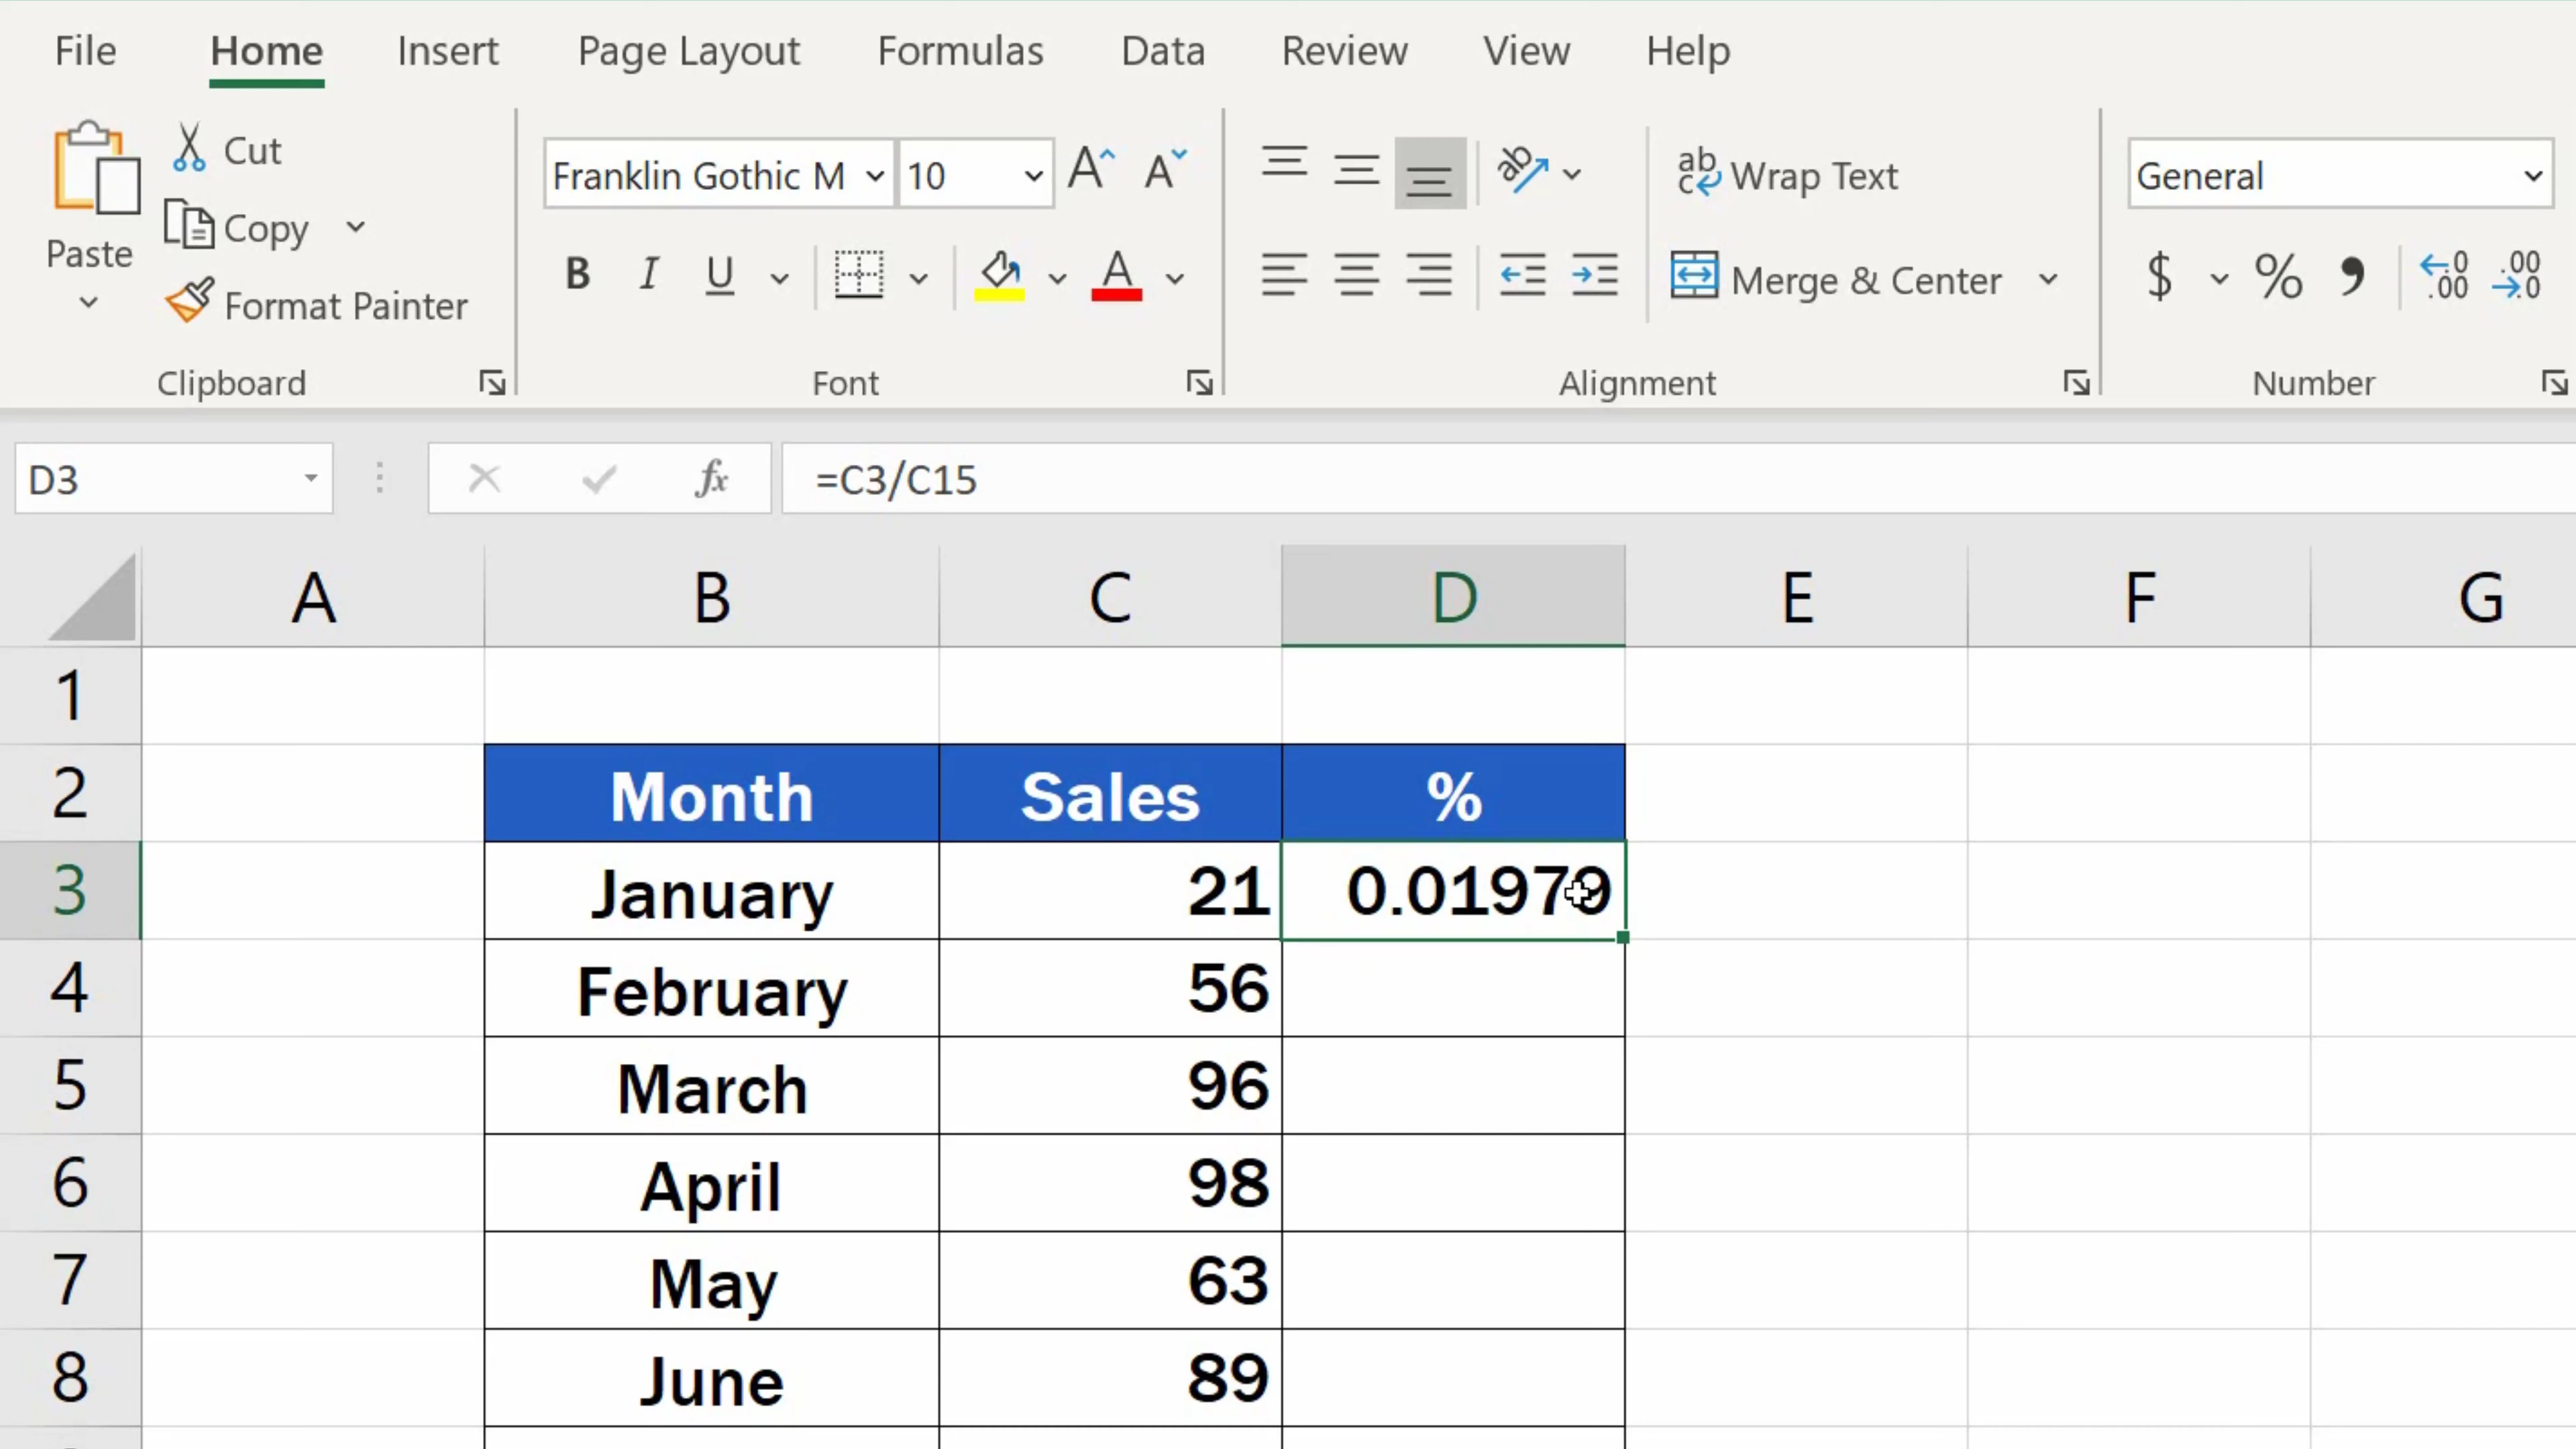 File Home Insert Page Layout Formulas Data Review View Help
Paste
Cut
Copy
Format Painter
Clipboard
Franklin Gothic M 10
B I U
Font
Wrap Text
Merge & Center
Alignment
General
$ % ,
Number
D3 fx =C3/C15
A B C D E F G
1
2 Month Sales %
3 January 21 0.01979
4 February 56
5 March 96
6 April 98
7 May 63
8 June 89